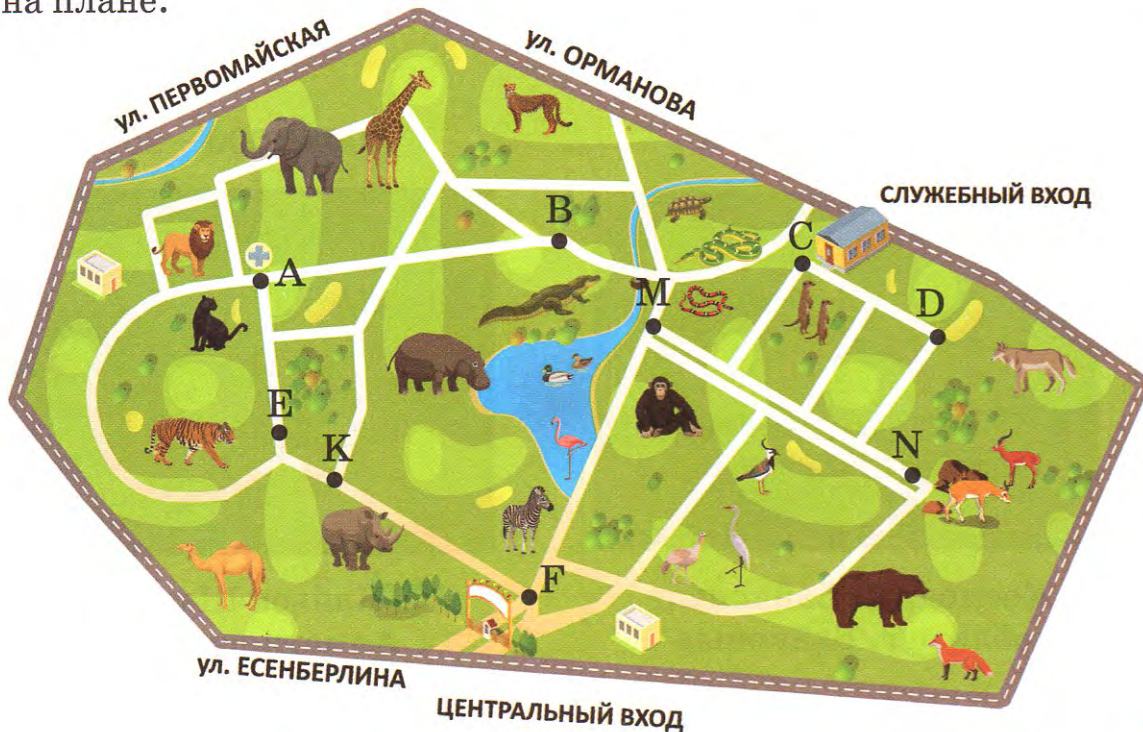 на плане.
ул. ПЕРВОМАЙСКАЯ
ул. ОРМАНОВА
СЛУЖЕБНЫЙ ВХОД
B
C
A
M
D
E
K
N
F
ул. ЕСЕНБЕРЛИНА
ЦЕНТРАЛЬНЫЙ ВХОД